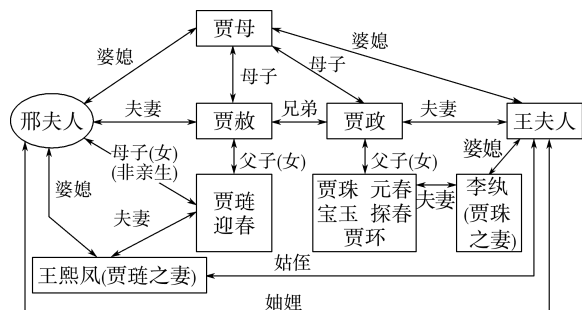 贾母
婆媳
婆媳
母子
母子
邢夫人
夫妻
贾赦
兄弟
贾政
夫妻
王夫人
母子(女)
(非亲生)
父子(女)
父子(女)
婆媳
婆媳
夫妻
贾琏
迎春
贾珠 元春
宝玉 探春
贾环
夫妻
李纨
(贾珠
之妻)
王熙凤(贾琏之妻)
姑侄
妯娌